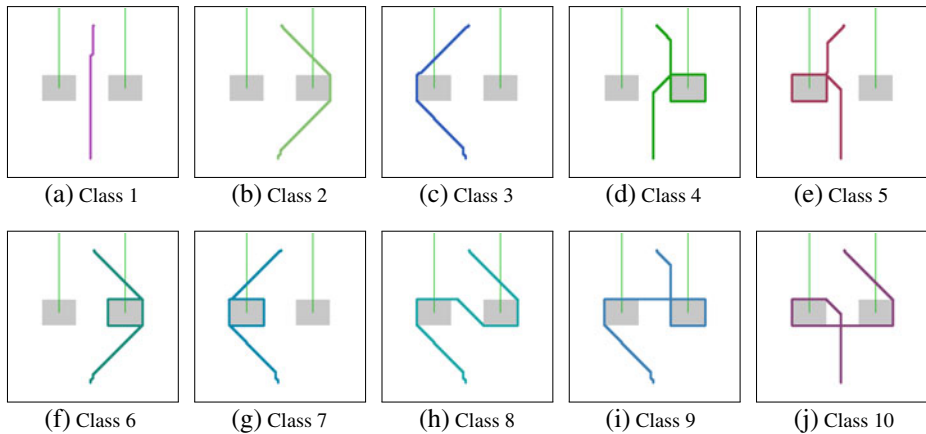 (a) Class 1
(b) Class 2
(c) Class 3
(d) Class 4
(e) Class 5
(f) Class 6
(g) Class 7
(h) Class 8
(i) Class 9
(j) Class 10